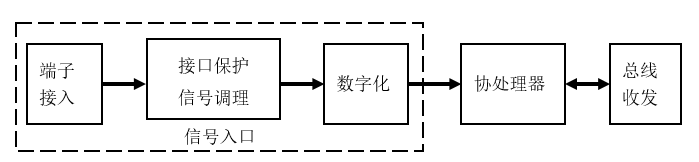 端子
接入
接口保护
信号调理
数字化
信号入口
协处理器
总线
收发